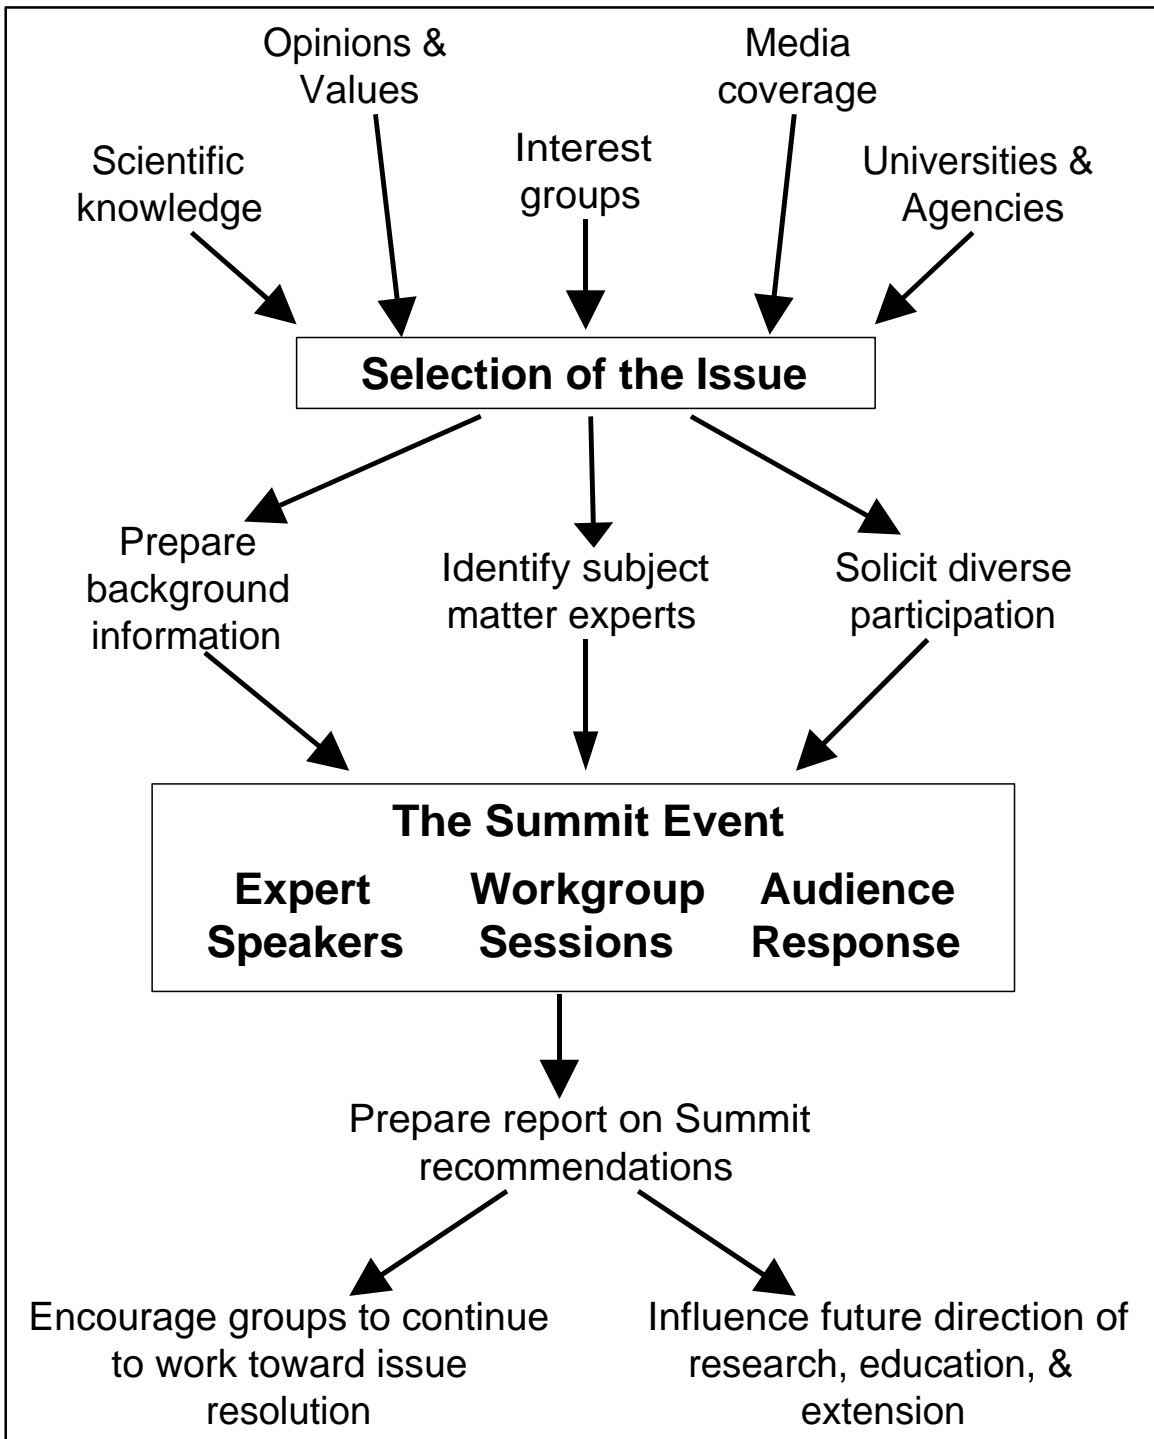 Opinions &
Values
Media
coverage
Scientific
knowledge
Interest
groups
Universities &
Agencies
Selection of the Issue
Prepare
background
information
Identify subject
matter experts
Solicit diverse
participation
The Summit Event
Expert
Speakers
Workgroup
Sessions
Audience
Response
Prepare report on Summit
recommendations
Encourage groups to continue
to work toward issue
resolution
Influence future direction of
research, education, &
extension